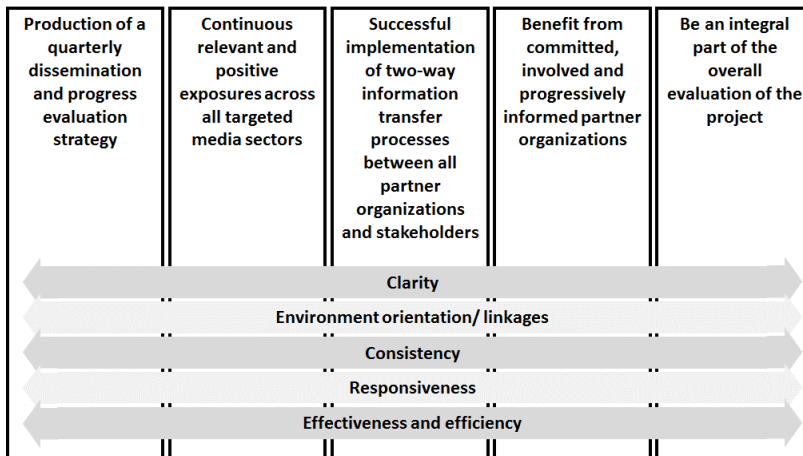 Production of a
quarterly
dissemination
and progress
evaluation
strategy
Continuous
relevant and
positive
exposures across
all targeted
media sectors
Successful
implementation
of two-way
information
transfer
processes
between all
partner
organizations
and stakeholders
Benefit from
committed,
involved and
progressively
informed partner
organizations
Be an integral
part of the
overall
evaluation of the
project
Clarity
Environment orientation/ linkages
Consistency
Responsiveness
Effectiveness and efficiency